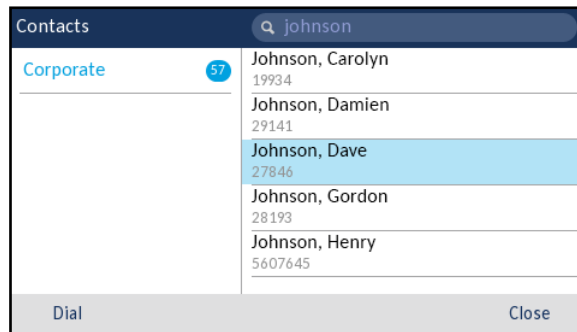 Contacts
johnson
Corporate
57
Johnson, Carolyn
19934
Johnson, Damien
29141
Johnson, Dave
27846
Johnson, Gordon
28193
Johnson, Henry
5607645
Dial
Close